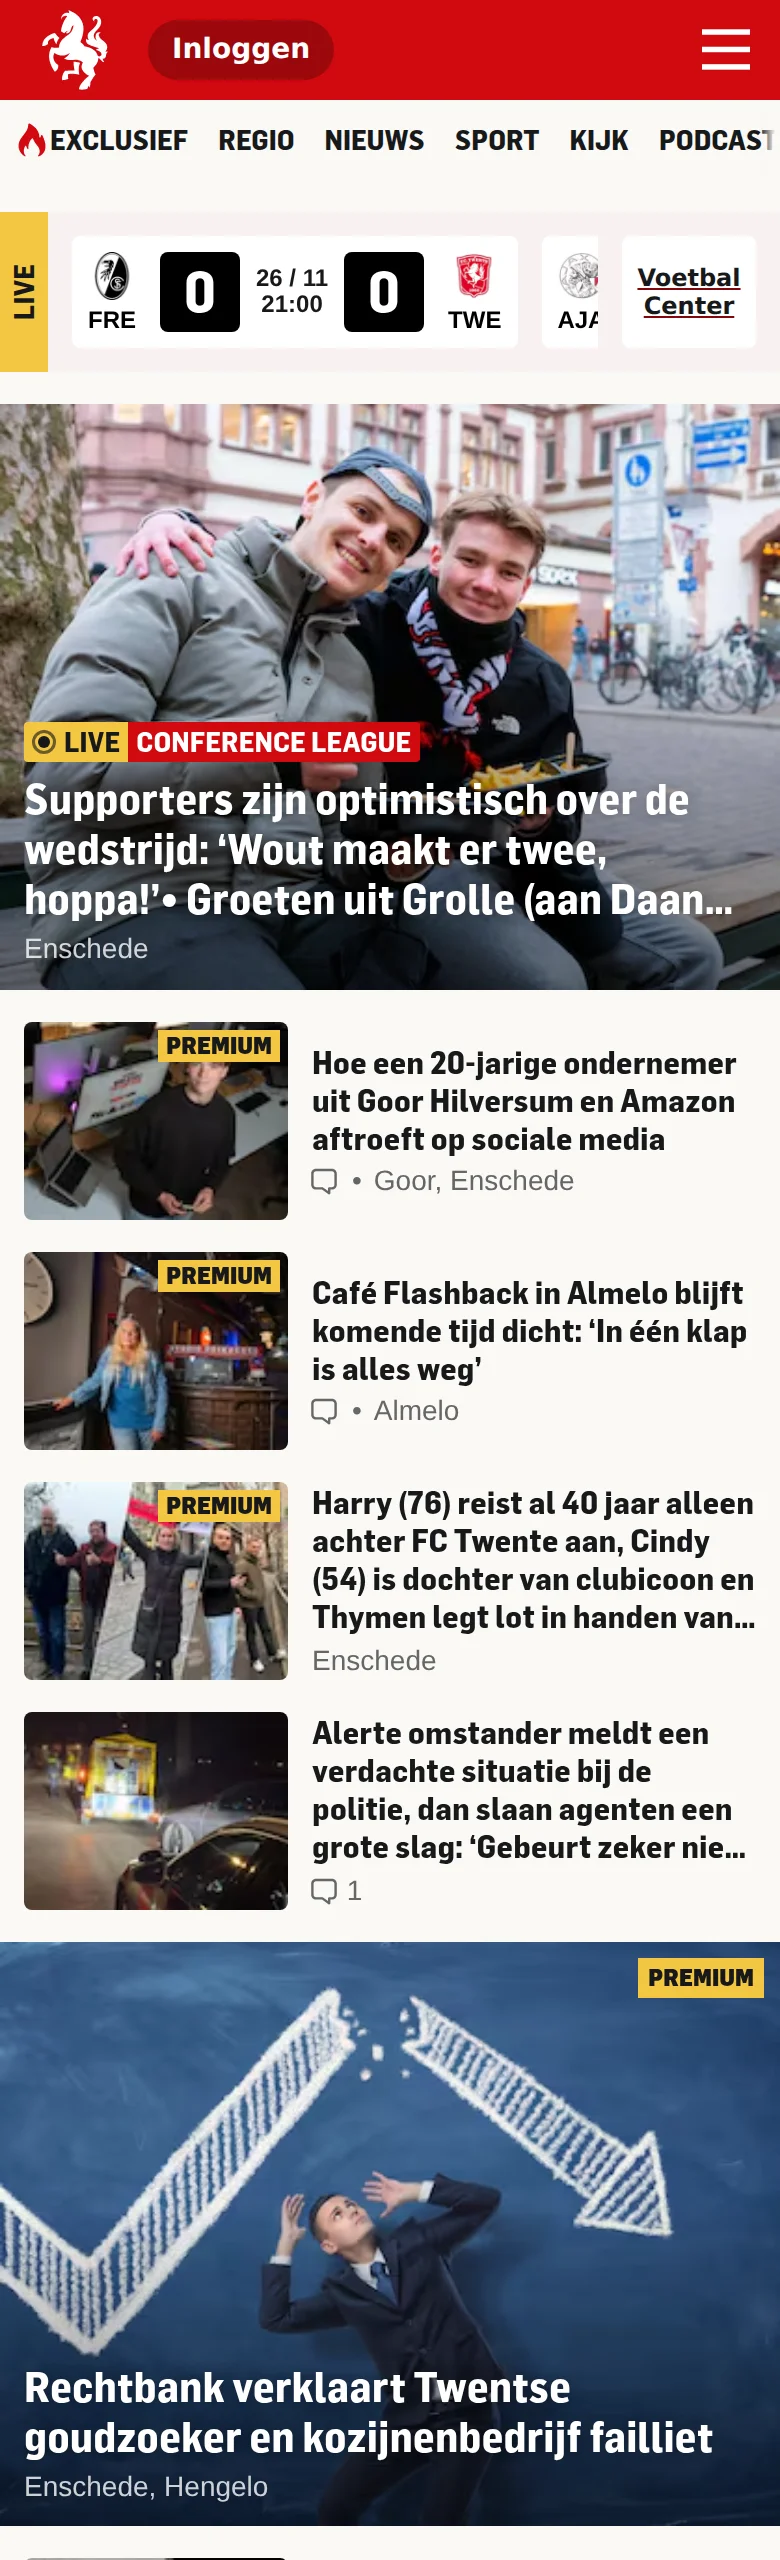 Inloggen
EXCLUSIEF REGIO NIEUWS SPORT KIJK PODCAST
LIVE
FRE 0 26 / 11 21:00 0 TWE
AJA
Voetbal
Center
LIVE CONFERENCE LEAGUE
Supporters zijn optimistisch over de
wedstrijd: ‘Wout maakt er twee,
hoppa!’• Groeten uit Grolle (aan Daan...
Enschede
PREMIUM
Hoe een 20-jarige ondernemer
uit Goor Hilversum en Amazon
aftroeft op sociale media
• Goor, Enschede
PREMIUM
Café Flashback in Almelo blijft
komende tijd dicht: ‘In één klap
is alles weg’
• Almelo
PREMIUM
Harry (76) reist al 40 jaar alleen
achter FC Twente aan, Cindy
(54) is dochter van clubicoon en
Thymen legt lot in handen van...
Enschede
Alerte omstander meldt een
verdachte situatie bij de
politie, dan slaan agenten een
grote slag: ‘Gebeurt zeker nie...
1
PREMIUM
Rechtbank verklaart Twentse
goudzoeker en kozijnenbedrijf failliet
Enschede, Hengelo